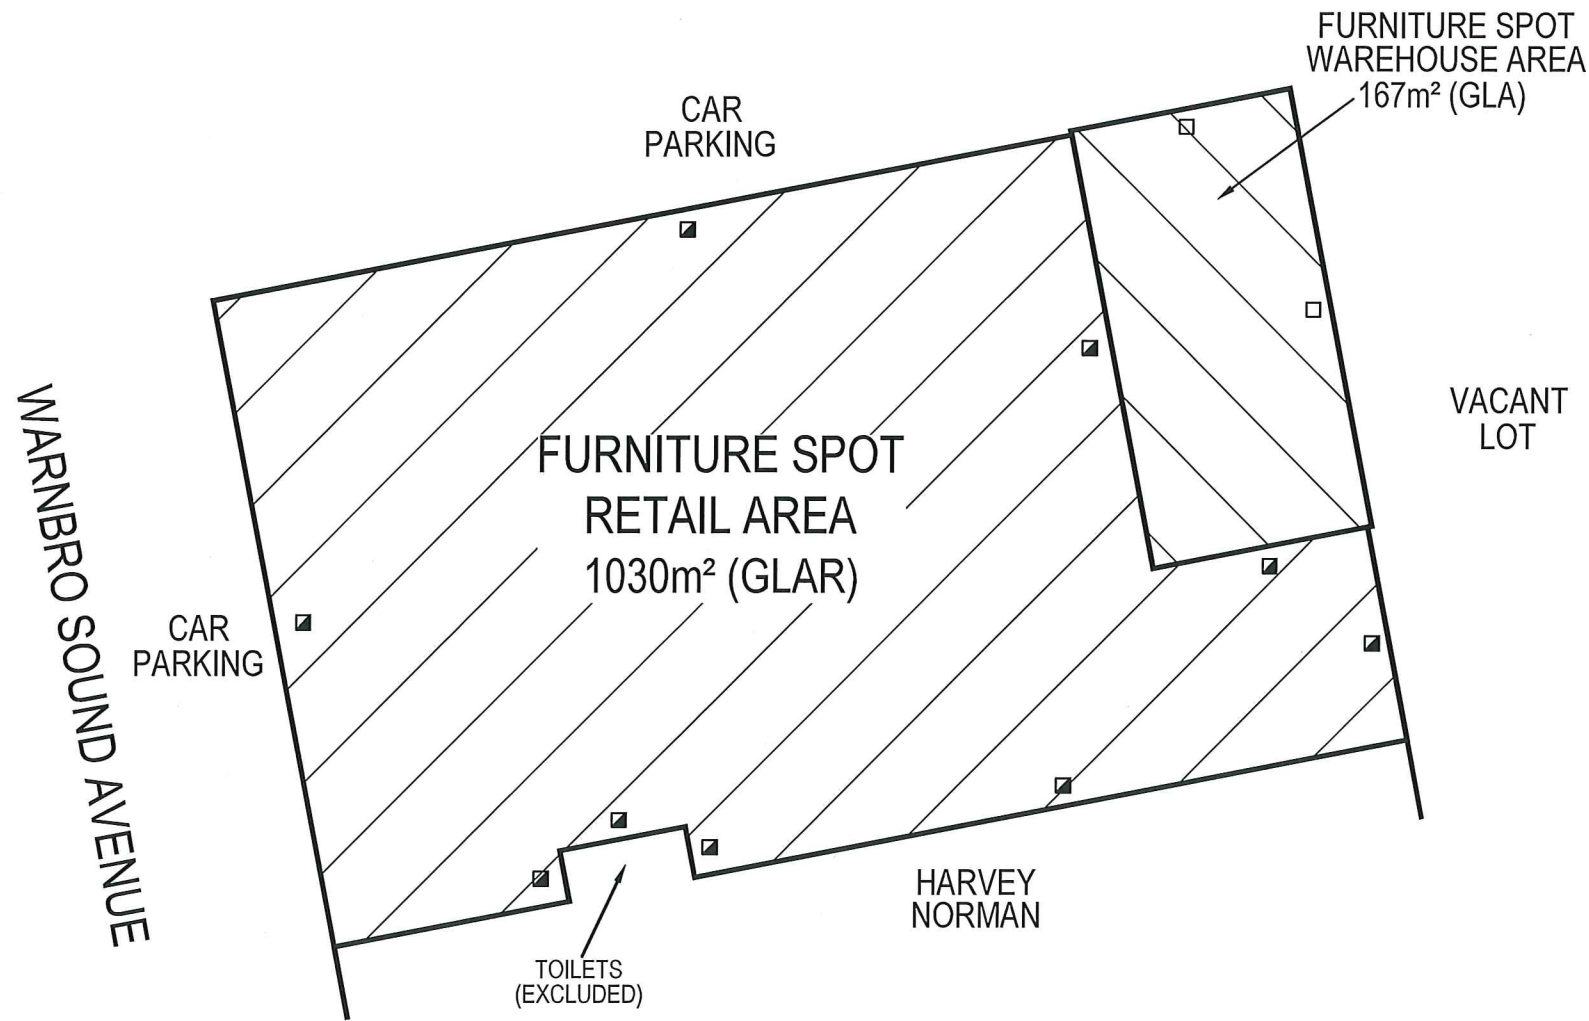 FURNITURE SPOT
WAREHOUSE AREA
167m² (GLA)
CAR
PARKING
VACANT
LOT
FURNITURE SPOT
RETAIL AREA
1030m² (GLAR)
WARNBRO SOUND AVENUE
CAR
PARKING
HARVEY
NORMAN
TOILETS
(EXCLUDED)